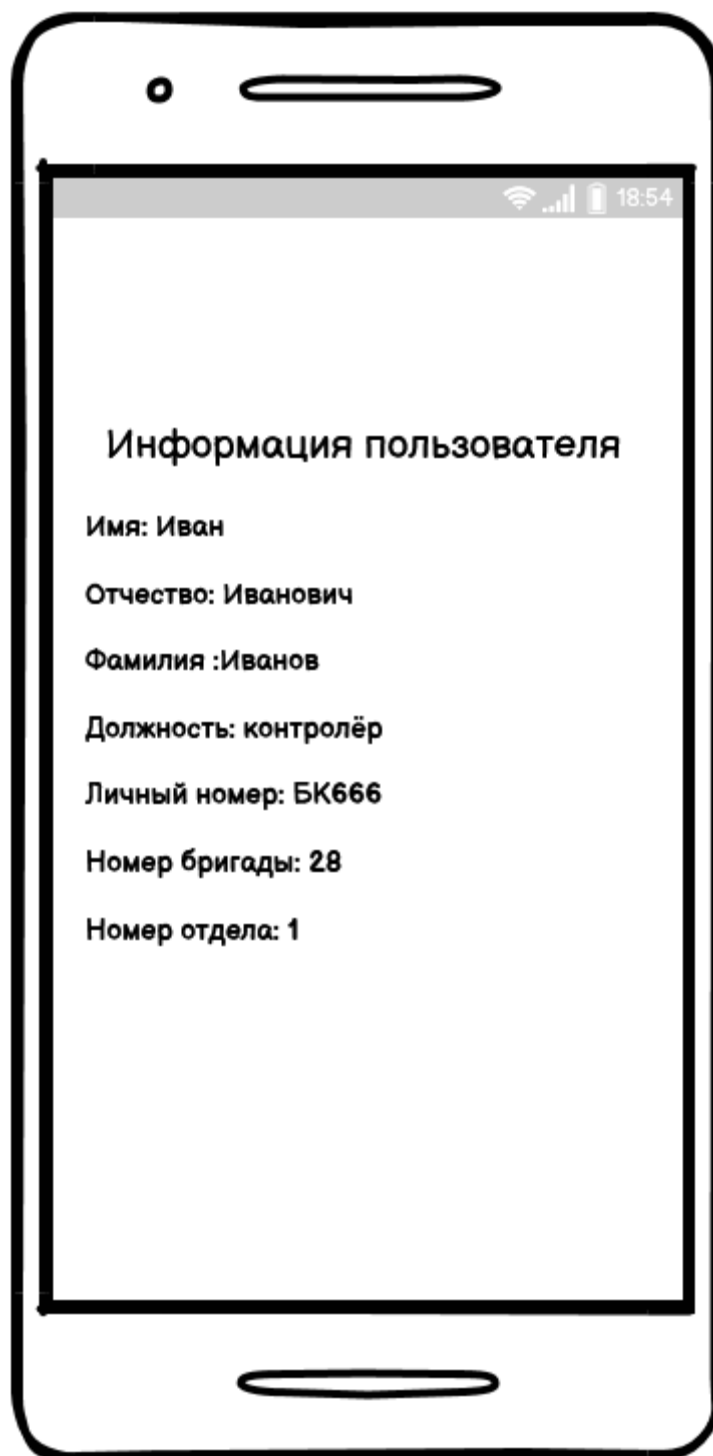 18:54
Информация пользователя
Имя: Иван
Отчество: Иванович
Фамилия :Иванов
Должность: контролёр
Личный номер: БК666
Номер бригады: 28
Номер отдела: 1